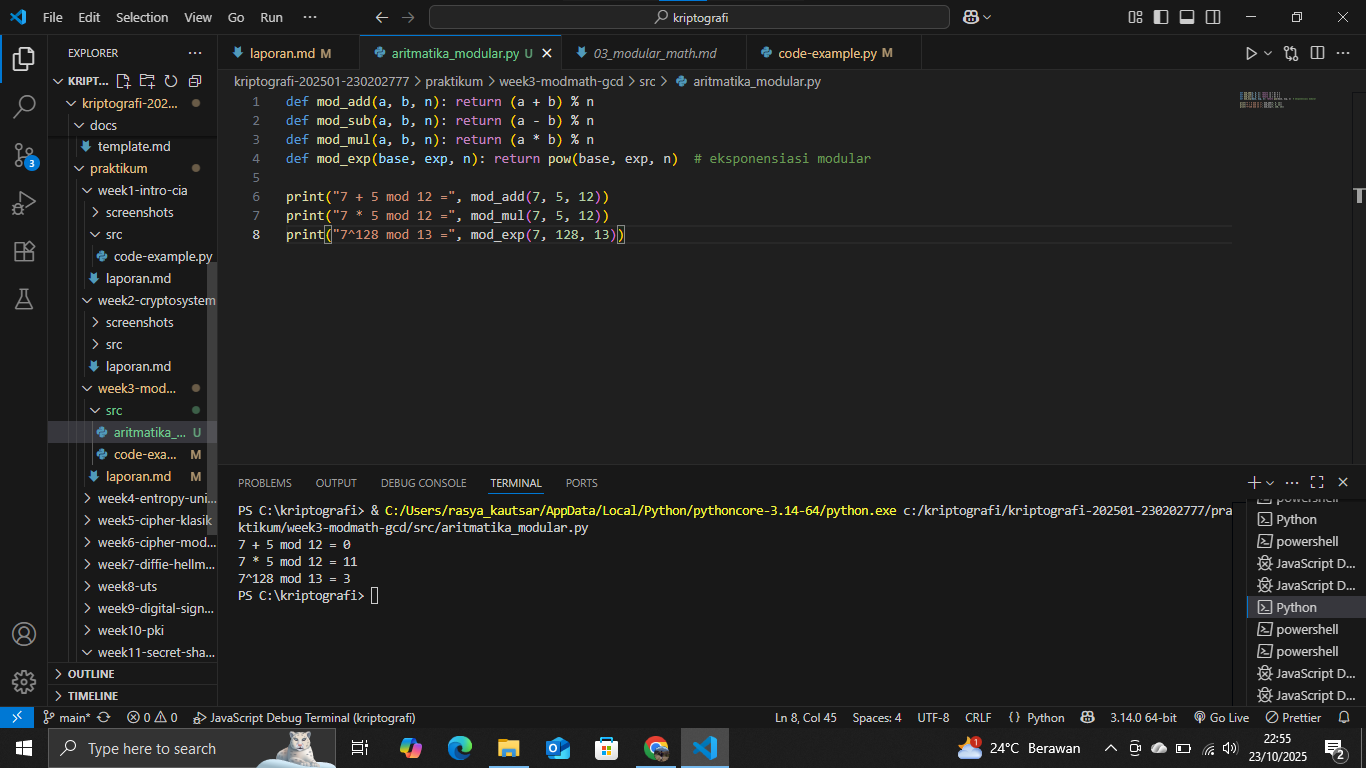 File Edit Selection View Go Run ··· kriptografi
EXPLORER ···
KRIPT...
kriptografi-202...
docs
template.md
praktikum
week1-intro-cia
screenshots
src
code-example.py
laporan.md
week2-cryptosystem
screenshots
src
laporan.md
week3-mod...
src
aritmatika_... U
code-exa... M
laporan.md M
week4-entropy-uni...
week5-cipher-klasik
week6-cipher-mod...
week7-diffie-hellm...
week8-uts
week9-digital-sign...
week10-pki
week11-secret-sha...
OUTLINE
TIMELINE
3
laporan.md M aritmatika_modular.py U 03_modular_math.md code-example.py M
kriptografi-202501-230202777 > praktikum > week3-modmath-gcd > src > aritmatika_modular.py
1 def mod_add(a, b, n): return (a + b) % n
2 def mod_sub(a, b, n): return (a - b) % n
3 def mod_mul(a, b, n): return (a * b) % n
4 def mod_exp(base, exp, n): return pow(base, exp, n)  # eksponensiasi modular
5
6 print("7 + 5 mod 12 =", mod_add(7, 5, 12))
7 print("7 * 5 mod 12 =", mod_mul(7, 5, 12))
8 print("7^128 mod 13 =", mod_exp(7, 128, 13))
PROBLEMS OUTPUT DEBUG CONSOLE TERMINAL PORTS
PS C:\kriptografi> & C:/Users/rasya_kautsar/AppData/Local/Python/pythoncore-3.14-64/python.exe c:/kriptografi/kriptografi-202501-230202777/pra
ktikum/week3-modmath-gcd/src/aritmatika_modular.py
7 + 5 mod 12 = 0
7 * 5 mod 12 = 11
7^128 mod 13 = 3
PS C:\kriptografi>
powershell
Python
powershell
JavaScript D...
JavaScript D...
Python
powershell
powershell
JavaScript D...
JavaScript D...
main* 0 0 JavaScript Debug Terminal (kriptografi) Ln 8, Col 45 Spaces: 4 UTF-8 CRLF {} Python 3.14.0 64-bit Go Live Prettier
Type here to search 1 24°C Berawan 22:55
23/10/2025 2